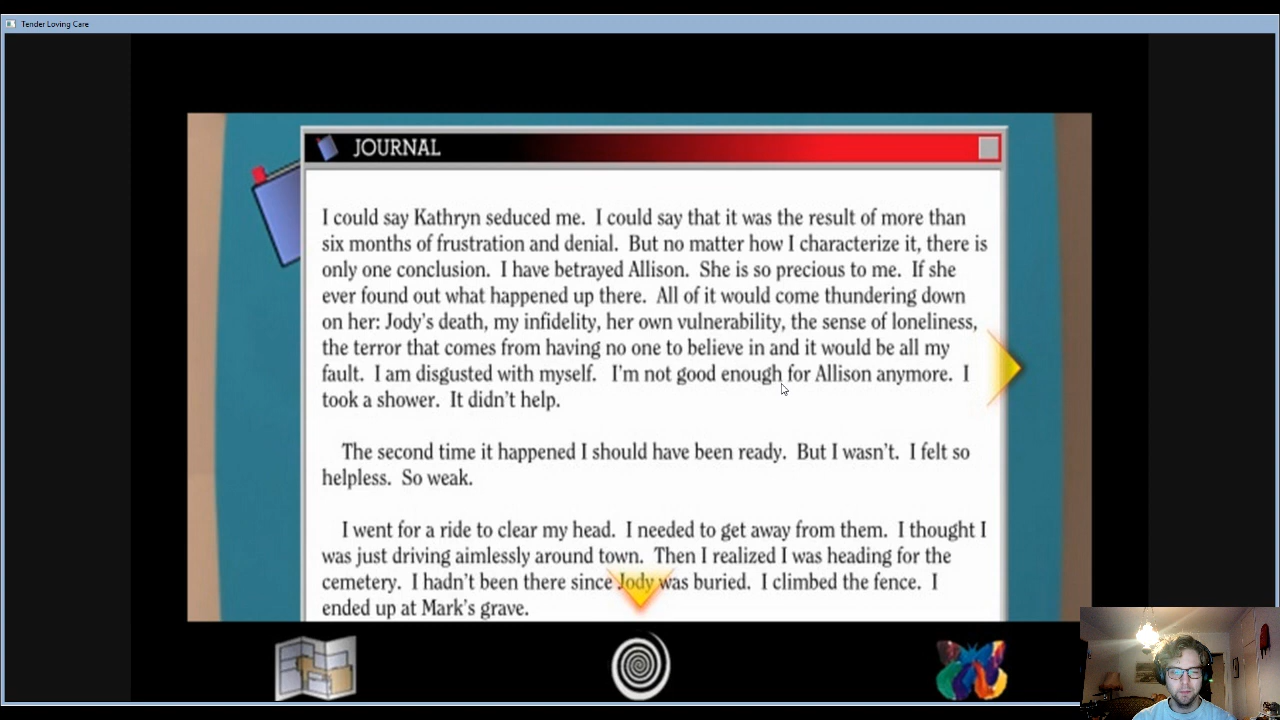 Tender Loving Care
JOURNAL
I could say Kathryn seduced me.  I could say that it was the result of more than
six months of frustration and denial.  But no matter how I characterize it, there is
only one conclusion.  I have betrayed Allison.  She is so precious to me.  If she
ever found out what happened up there.  All of it would come thundering down
on her: Jody's death, my infidelity, her own vulnerability, the sense of loneliness,
the terror that comes from having no one to believe in and it would be all my
fault.  I am disgusted with myself.   I'm not good enough for Allison anymore.  I
took a shower.  It didn't help.
The second time it happened I should have been ready.  But I wasn't.  I felt so
helpless.  So weak.
I went for a ride to clear my head.  I needed to get away from them.  I thought I
was just driving aimlessly around town.  Then I realized I was heading for the
cemetery.  I hadn't been there since Jody was buried.  I climbed the fence.  I
ended up at Mark's grave.